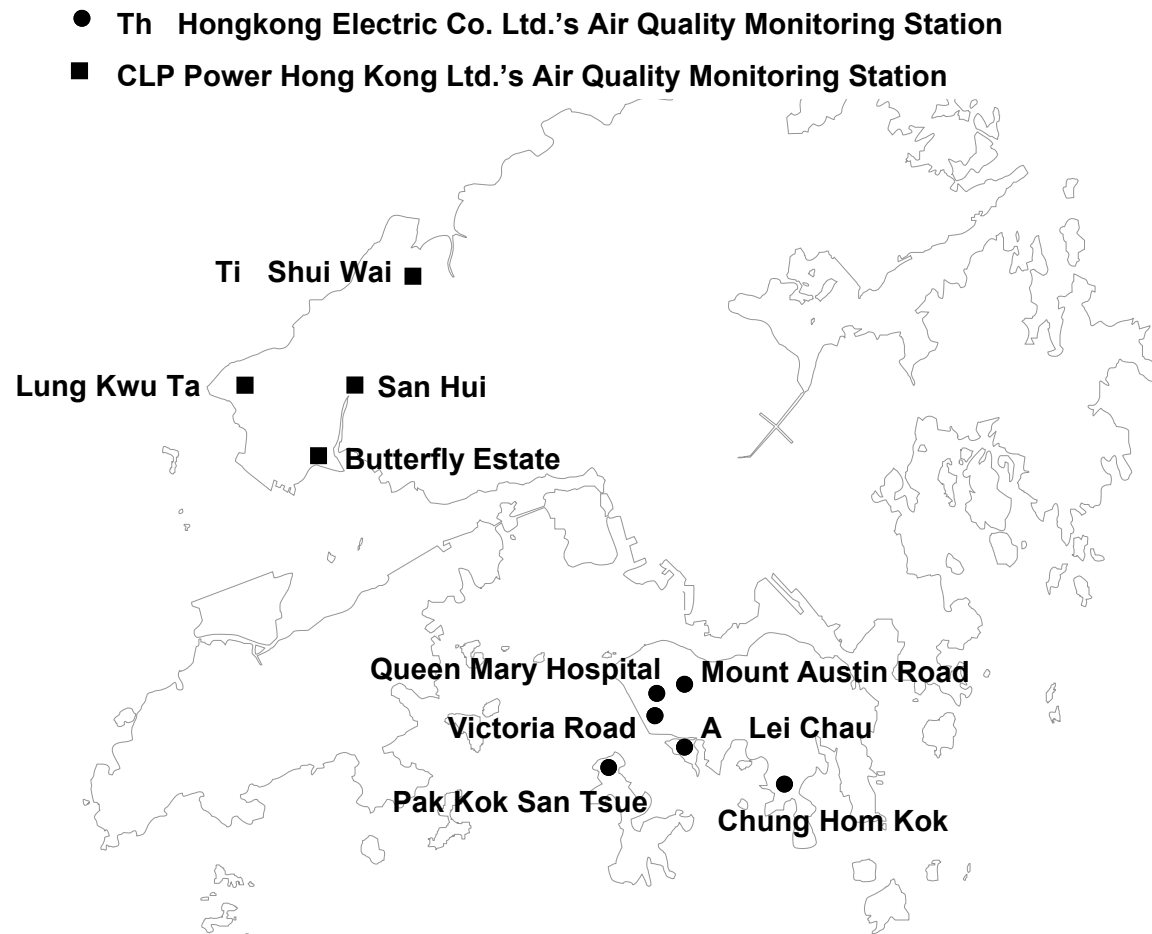 Th Hongkong Electric Co. Ltd.'s Air Quality Monitoring Station
CLP Power Hong Kong Ltd.'s Air Quality Monitoring Station
Ti Shui Wai
Lung Kwu Ta
San Hui
Butterfly Estate
Queen Mary Hospital
Mount Austin Road
Victoria Road
A Lei Chau
Pak Kok San Tsue
Chung Hom Kok